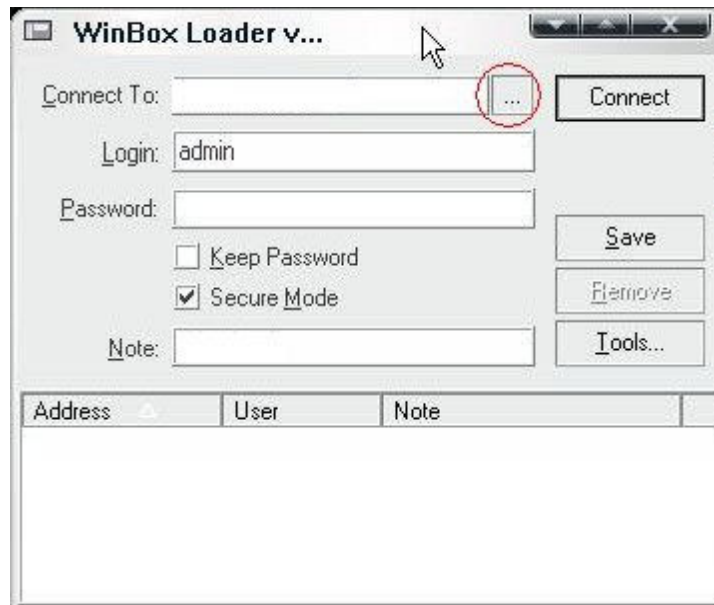 WinBox Loader v...
Connect To:
...
Connect
Login:
admin
Password:
Keep Password
Save
Secure Mode
Remove
Note:
Tools...
Address User Note